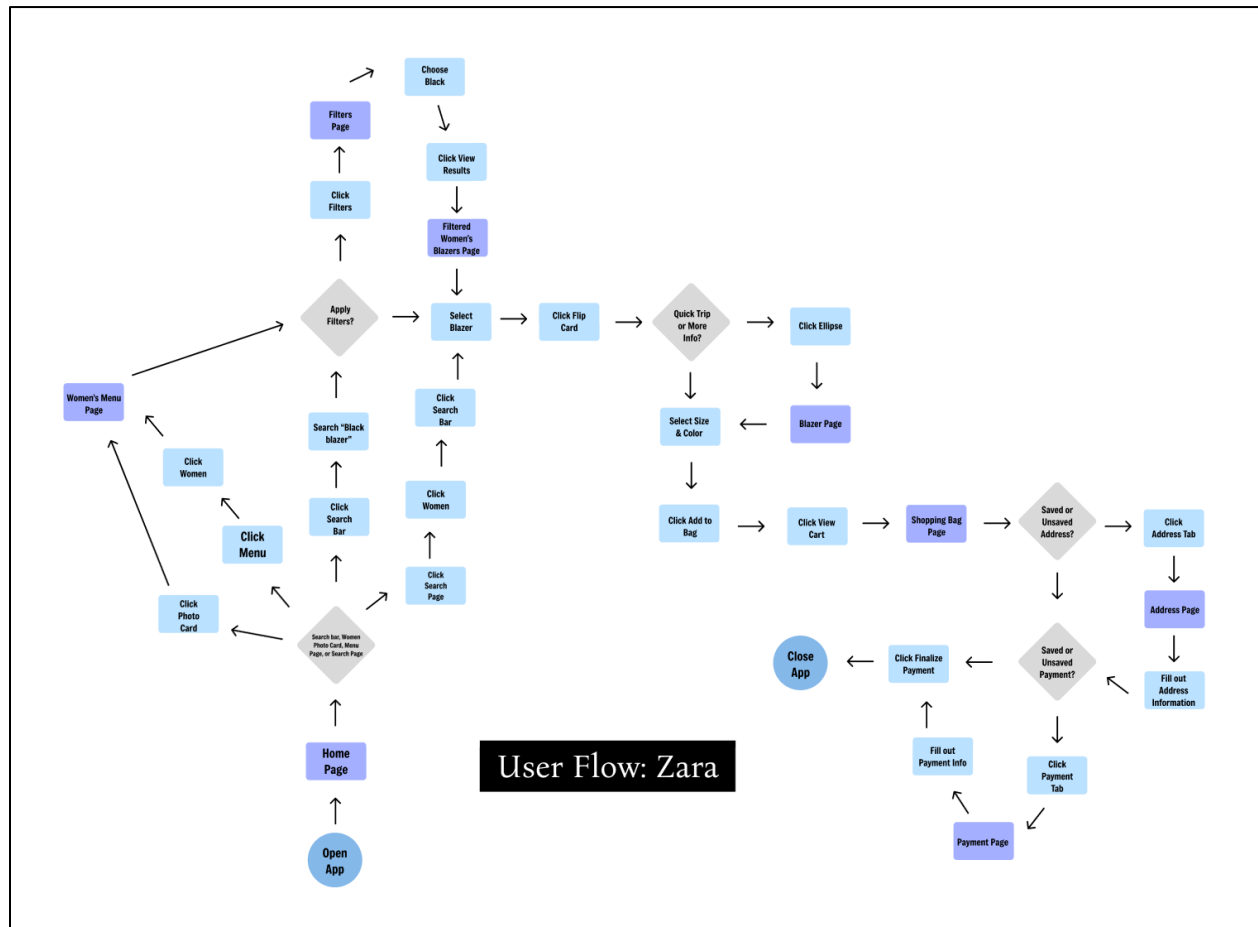 Choose
Black
Filters
Page
Click View
Results
Click
Filters
Filtered
Women's
Blazers Page
Apply
Filters?
Select
Blazer
Click Flip
Card
Quick Trip
or More
Info?
Click Ellipse
Women's Menu
Page
Click
Search
Bar
Search "Black
blazer"
Select Size
& Color
Blazer Page
Click
Women
Click
Women
Click
Search
Bar
Click
Menu
Click Add to
Bag
Click View
Cart
Shopping Bag
Page
Saved or
Unsaved
Address?
Click
Address Tab
Click
Search
Page
Click
Photo
Card
Address Page
Search bar, Women
Photo Card, Menu
Page, or Search Page
Close
App
Click Finalize
Payment
Saved or
Unsaved
Payment?
Fill out
Address
Information
Home
Page
User Flow: Zara
Fill out
Payment Info
Click
Payment
Tab
Payment Page
Open
App